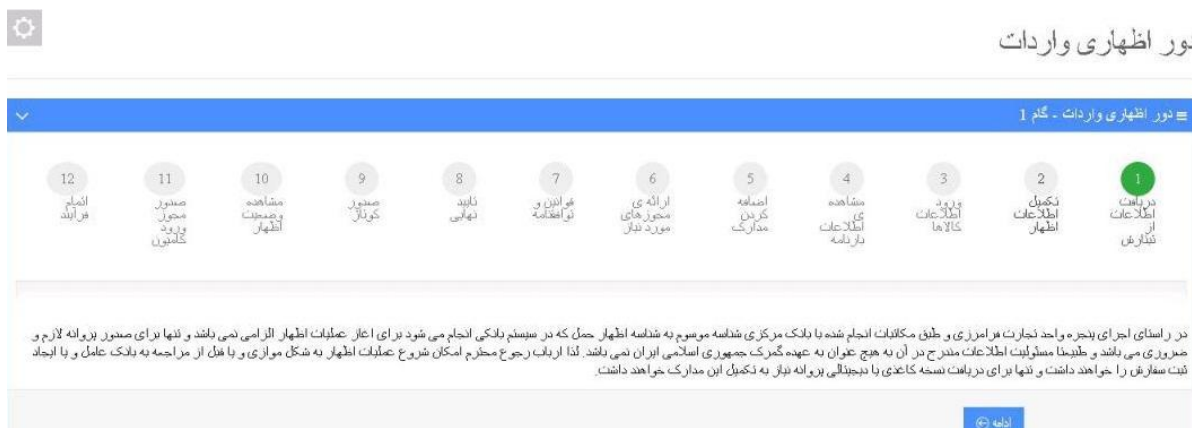 دور اظهاری واردات
دور اظهاری واردات - گام 1
1
دریافت
اطلاعات
از
ثبتارش
2
تکمیل
اطلاعات
اظهار
3
ورود
اطلاعات
کالاها
4
مشاهده
ی
اطلاعات
بارنامه
5
اضافه
کردن
مدارک
6
ارائه ی
مجوز های
مورد نیاز
7
قوانین و
توافقنامه
8
تایید
نهایی
9
صدور
کوتاژ
10
مشاهده
وضعیت
اظهار
11
صدور
مجوز
ورود
کامیون
12
اتمام
فرآیند
در راستای اجرای پنجره واحد تجارت فرامرزی و طبق مکاتبات انجام شده با بانک مرکزی شناسه موسوم به شناسه اظهار حمل که در سیستم بانکی انجام می شود برای اغاز عملیات اظهار الزامی نمی باشد و تنها برای صدور پروانه لازم و
ضروری می باشد و طبیعتا مسئولیت اطلاعات مندرج در آن به هیچ عنوان به عهده گمرک جمهوری اسلامی ایران نمی باشد. لذا ارباب رجوع محترم امکان شروع عملیات اظهار به شکل موازی و یا قبل از مراجعه به بانک عامل و یا ایجاد
ثبت سفارش را خواهند داشت و تنها برای دریافت نسخه کاغذی یا دیجیتالی پروانه نیاز به تکمیل این مدارک خواهند داشت.
ادامه